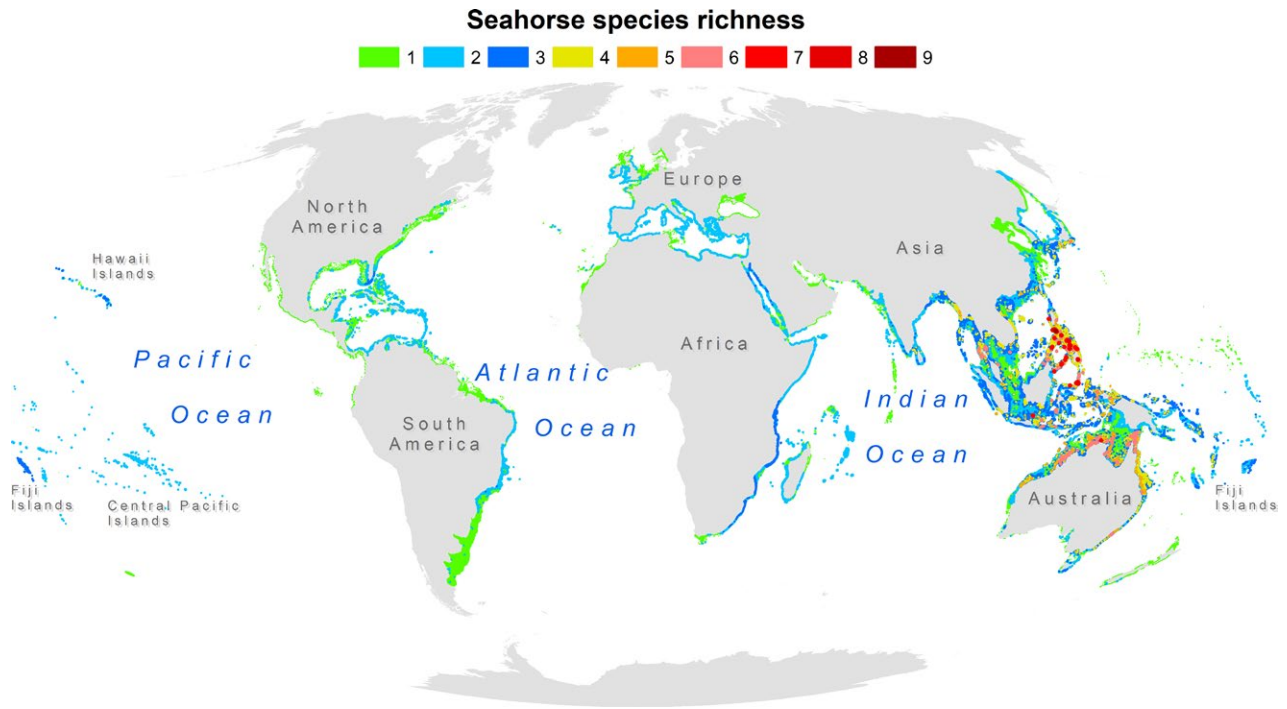 Seahorse species richness
1 2 3 4 5 6 7 8 9
Europe
North
America
Asia
Hawaii
Islands
Africa
Pacific
Ocean
Atlantic
Ocean
Indian
Ocean
South
America
Fiji
Islands
Central Pacific
Islands
Australia
Fiji
Islands